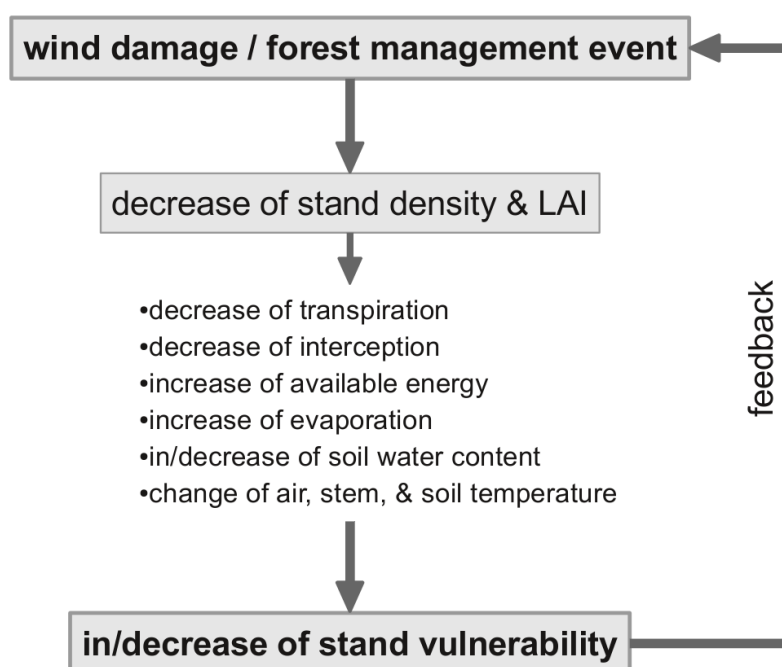 wind damage / forest management event
decrease of stand density & LAI
•decrease of transpiration
•decrease of interception
•increase of available energy
•increase of evaporation
•in/decrease of soil water content
•change of air, stem, & soil temperature
in/decrease of stand vulnerability
feedback